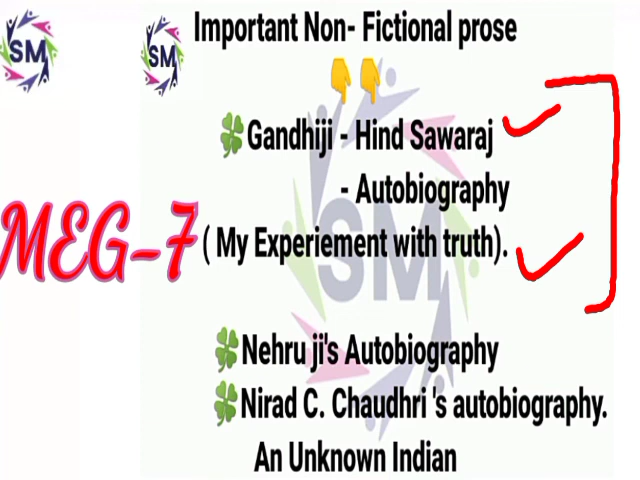 SM
SM
Important Non- Fictional prose
Gandhiji - Hind Sawaraj
- Autobiography
MEG-7
( My Experiement with truth).
SM
Nehru ji's Autobiography
Nirad C. Chaudhri 's autobiography.
An Unknown Indian